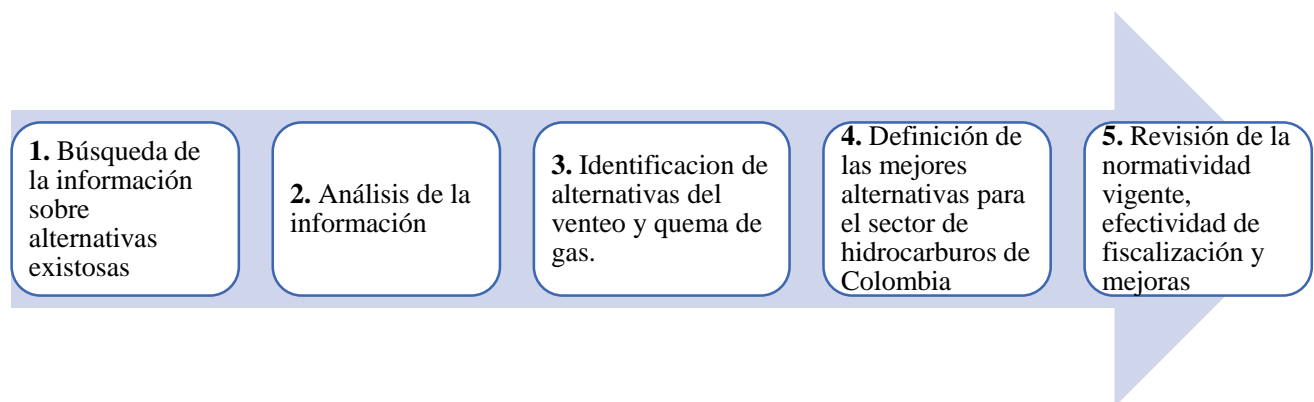 1. Búsqueda de
la información
sobre
alternativas
existosas
2. Análisis de la
información
3. Identificacion de
alternativas del
venteo y quema de
gas.
4. Definición de
las mejores
alternativas para
el sector de
hidrocarburos de
Colombia
5. Revisión de la
normatividad
vigente,
efectividad de
fiscalización y
mejoras